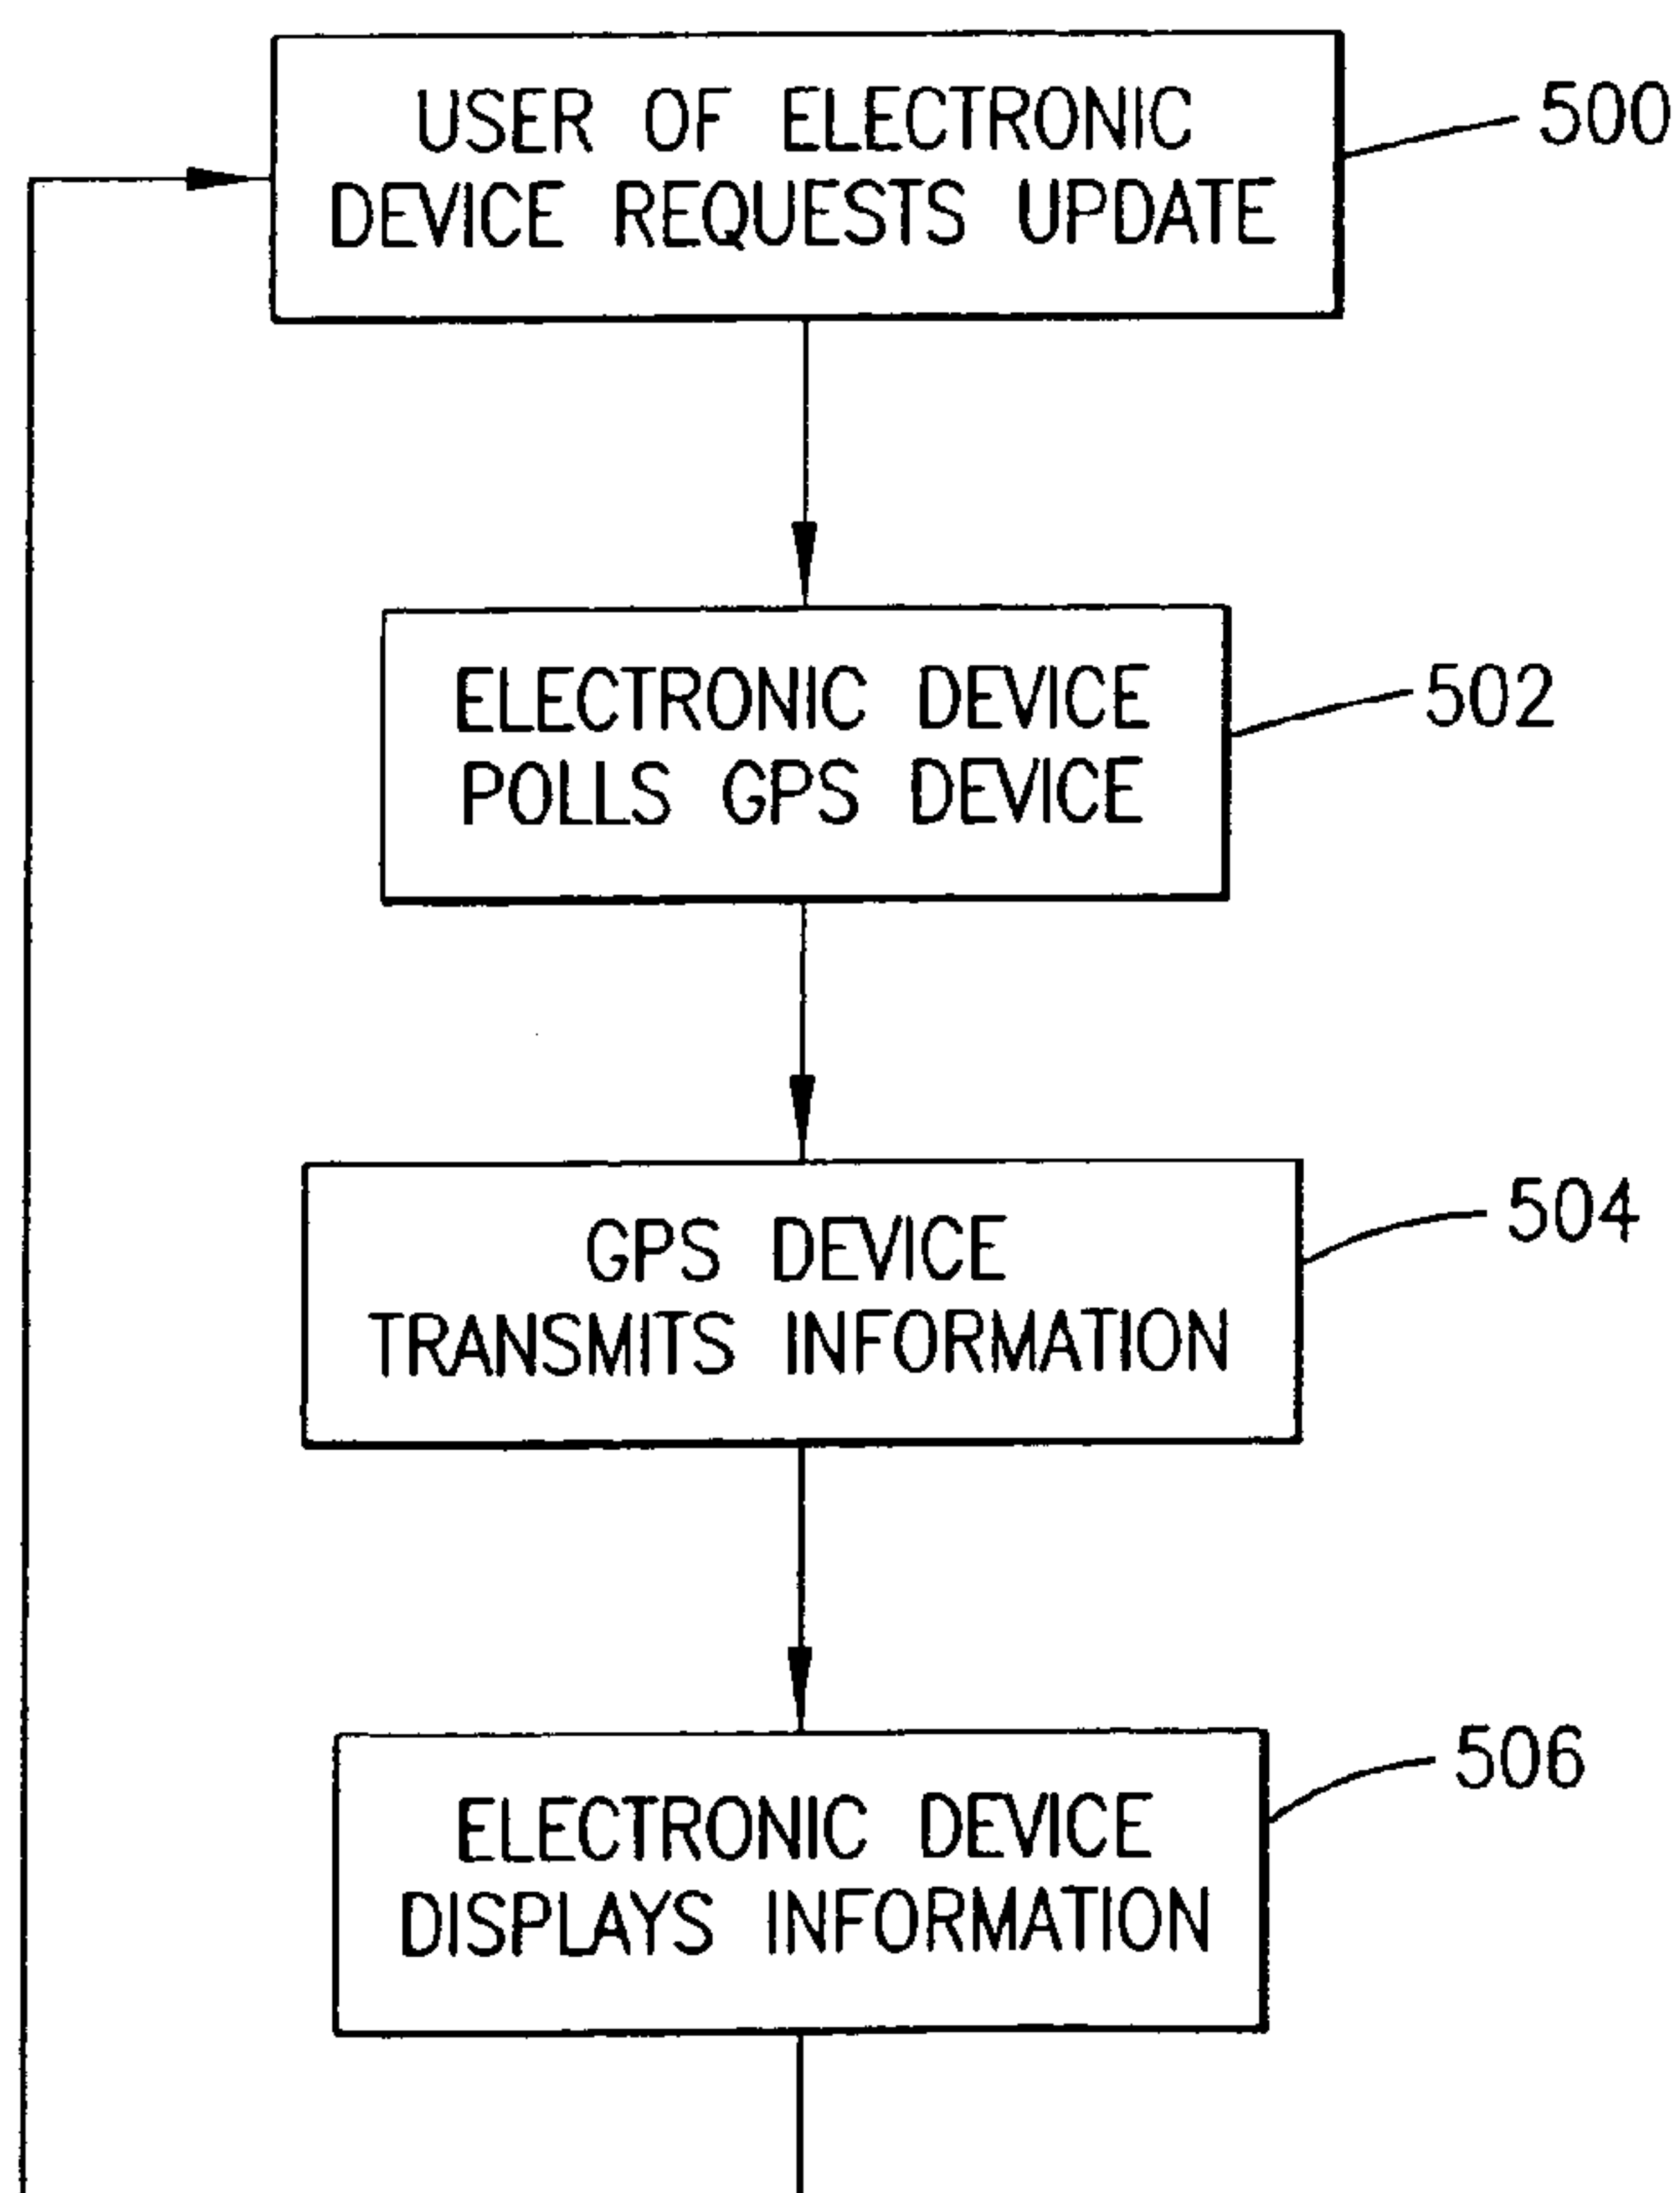 USER OF ELECTRONIC
DEVICE REQUESTS UPDATE
500
ELECTRONIC DEVICE
POLLS GPS DEVICE
502
GPS DEVICE
TRANSMITS INFORMATION
504
ELECTRONIC DEVICE
DISPLAYS INFORMATION
506